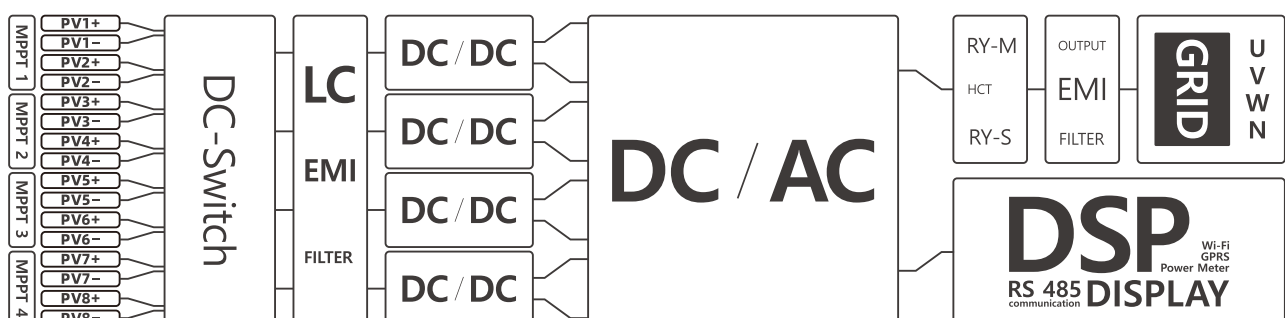 MPPT 1
PV1+
PV1-
PV2+
PV2-
MPPT 2
PV3+
PV3-
PV4+
PV4-
MPPT 3
PV5+
PV5-
PV6+
PV6-
MPPT 4
PV7+
PV7-
PV8+
PV8-
DC-Switch
LC
EMI
FILTER
DC / DC
DC / DC
DC / DC
DC / DC
DC / AC
RY-M
HCT
RY-S
OUTPUT
EMI
FILTER
GRID
U
V
W
N
DSP
Wi-Fi
GPRS
Power Meter
RS 485
communication
DISPLAY